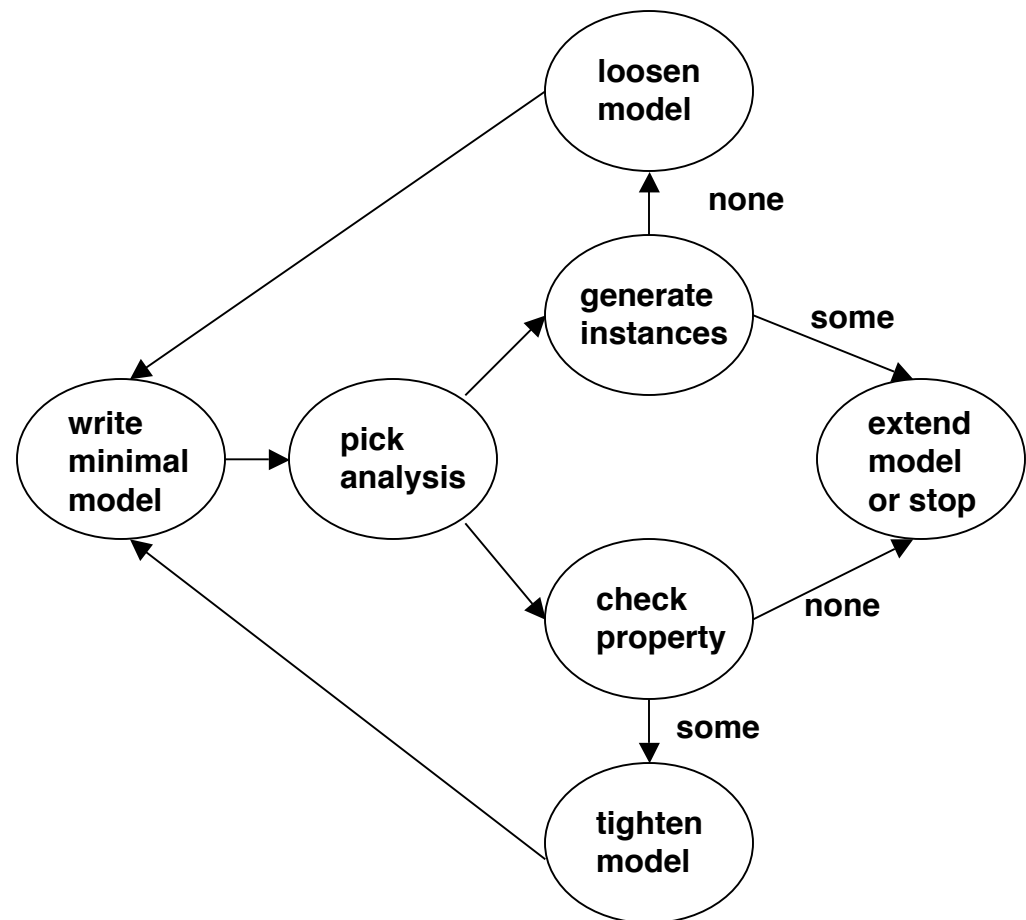 loosen
model
none
generate
instances
some
write
minimal
model
pick
analysis
extend
model
or stop
check
property
none
some
tighten
model